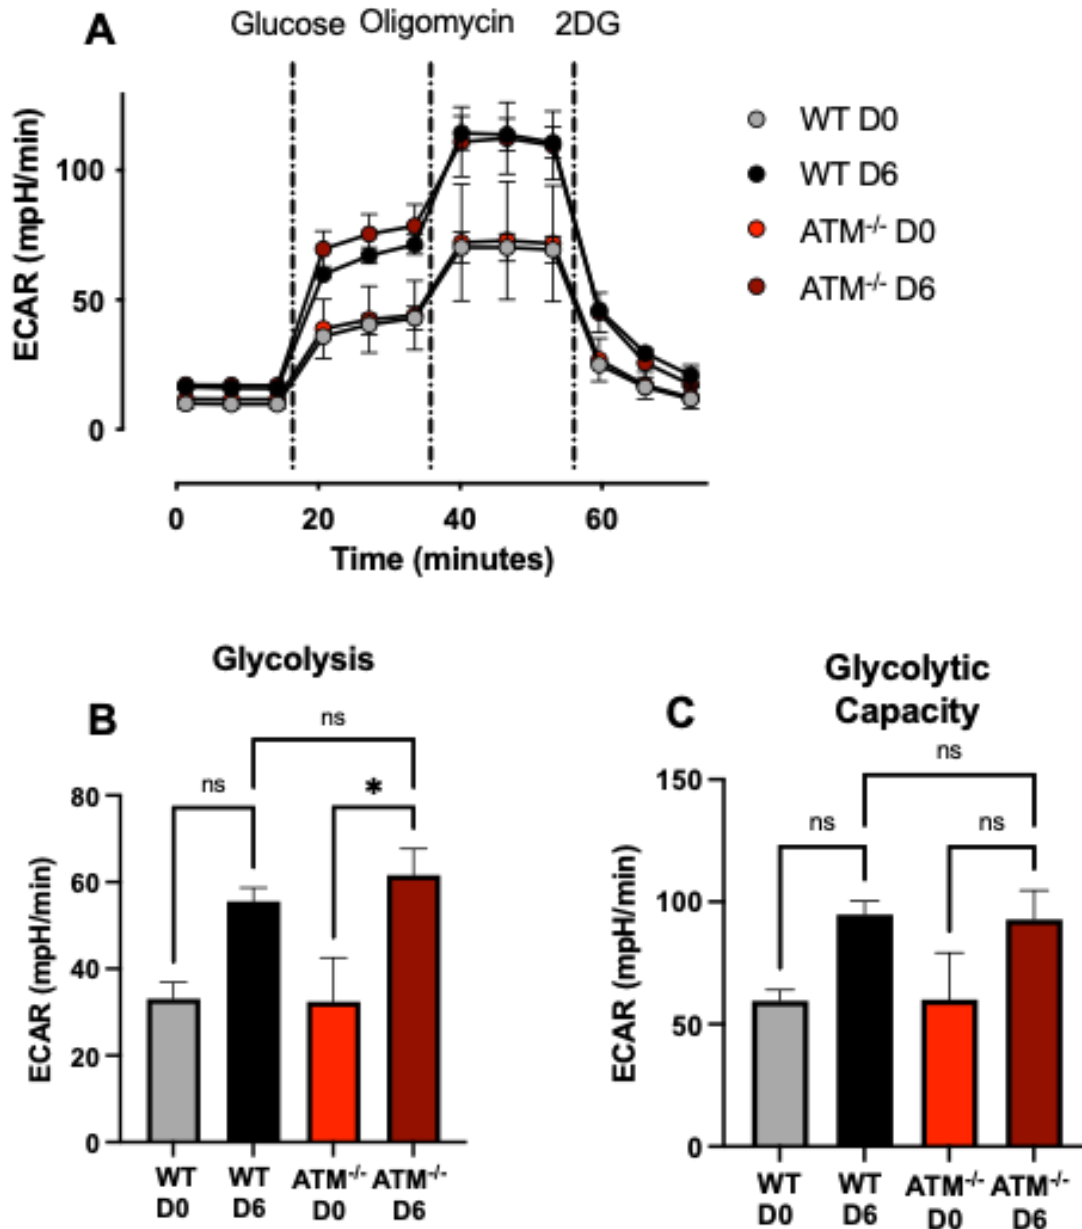 A
Glucose Oligomycin 2DG
ECAR (mpH/min)
100
50
0
0 20 40 60
Time (minutes)
WT D0
WT D6
ATM-/- D0
ATM-/- D6
Glycolysis
B
ns
ns
*
ECAR (mpH/min)
80
60
40
20
0
WT WT ATM-/- ATM-/-
D0 D6 D0 D6
Glycolytic
Capacity
C
ns
ns
ns
ECAR (mpH/min)
150
100
50
0
WT WT ATM-/- ATM-/-
D0 D6 D0 D6